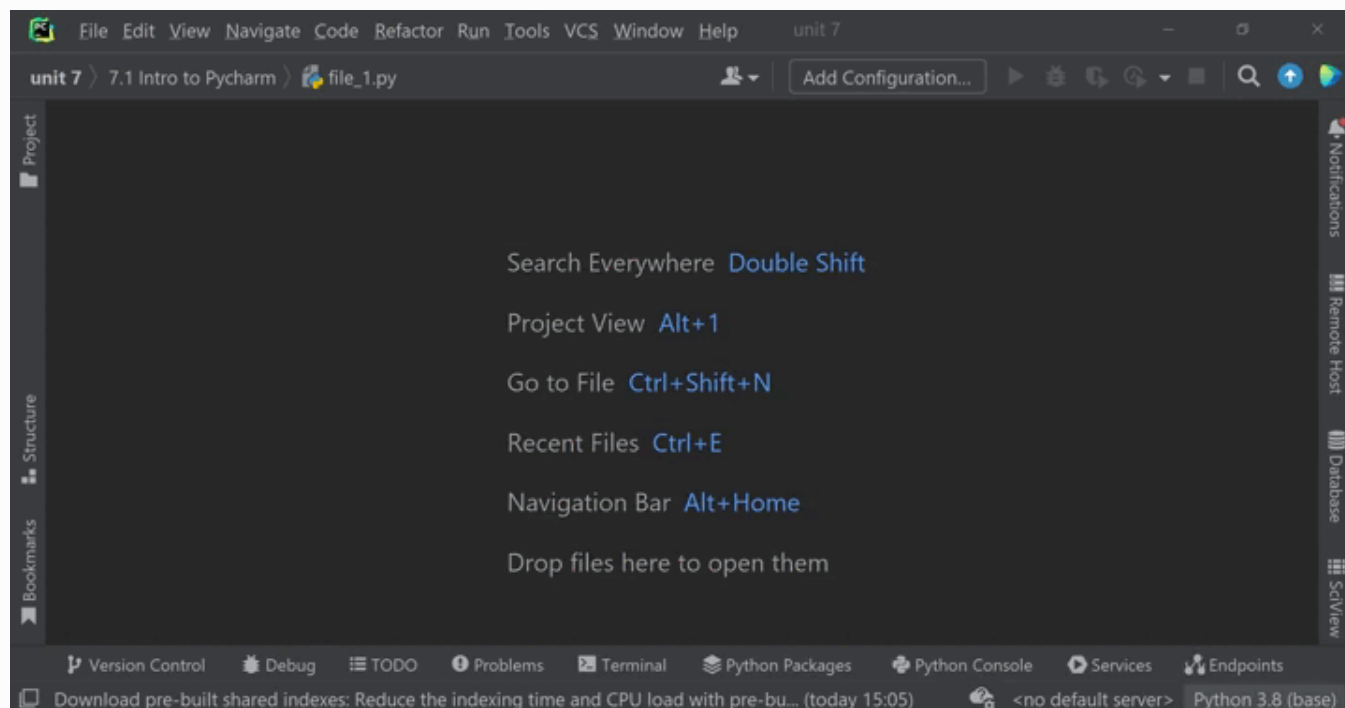 PC File Edit View Navigate Code Refactor Run Tools VCS Window Help unit 7
unit 7 〉 7.1 Intro to Pycharm 〉 file_1.py Add Configuration...
Project
Structure
Bookmarks
Search Everywhere Double Shift
Project View Alt+1
Go to File Ctrl+Shift+N
Recent Files Ctrl+E
Navigation Bar Alt+Home
Drop files here to open them
Notifications
Remote Host
Database
SciView
Version Control Debug TODO Problems Terminal Python Packages Python Console Services Endpoints
Download pre-built shared indexes: Reduce the indexing time and CPU load with pre-bu... (today 15:05) <no default server> Python 3.8 (base)